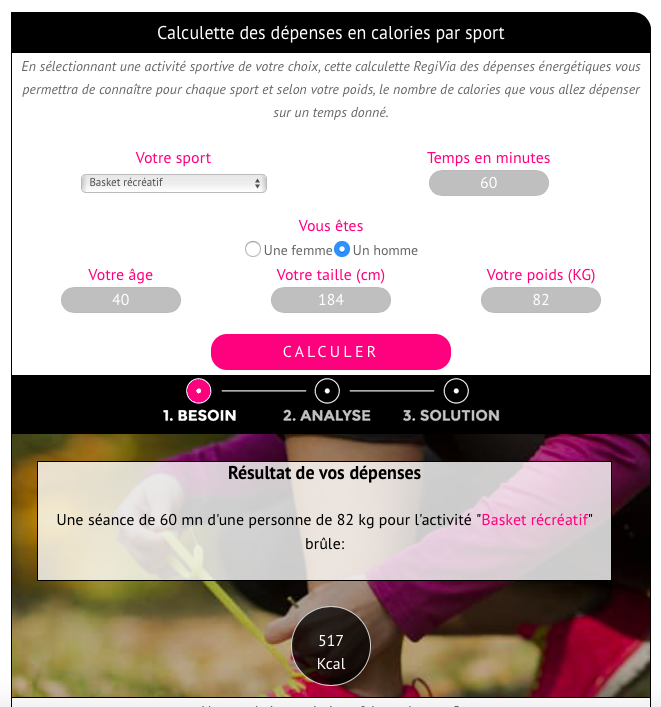 Calculette des dépenses en calories par sport
En sélectionnant une activité sportive de votre choix, cette calculette RegiVia des dépenses énergétiques vous
permettra de connaître pour chaque sport et selon votre poids, le nombre de calories que vous allez dépenser
sur un temps donné.
Votre sport
Temps en minutes
Basket récréatif
60
Vous êtes
Une femme Un homme
Votre âge
Votre taille (cm)
Votre poids (KG)
40
184
82
CALCULER
1. BESOIN
2. ANALYSE
3. SOLUTION
Résultat de vos dépenses
Une séance de 60 mn d'une personne de 82 kg pour l'activité "Basket récréatif"
brûle:
517
Kcal